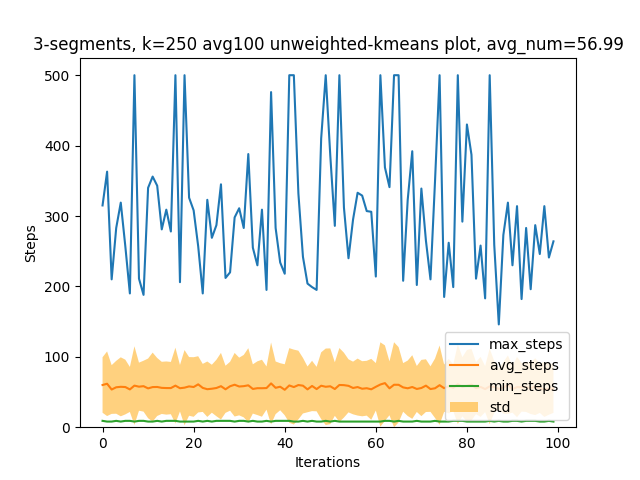 3-segments, k=250 avg100 unweighted-kmeans plot, avg_num=56.99
500
400
300
200
100
0
Steps
max_steps
avg_steps
min_steps
std
0
20
40
60
80
100
Iterations